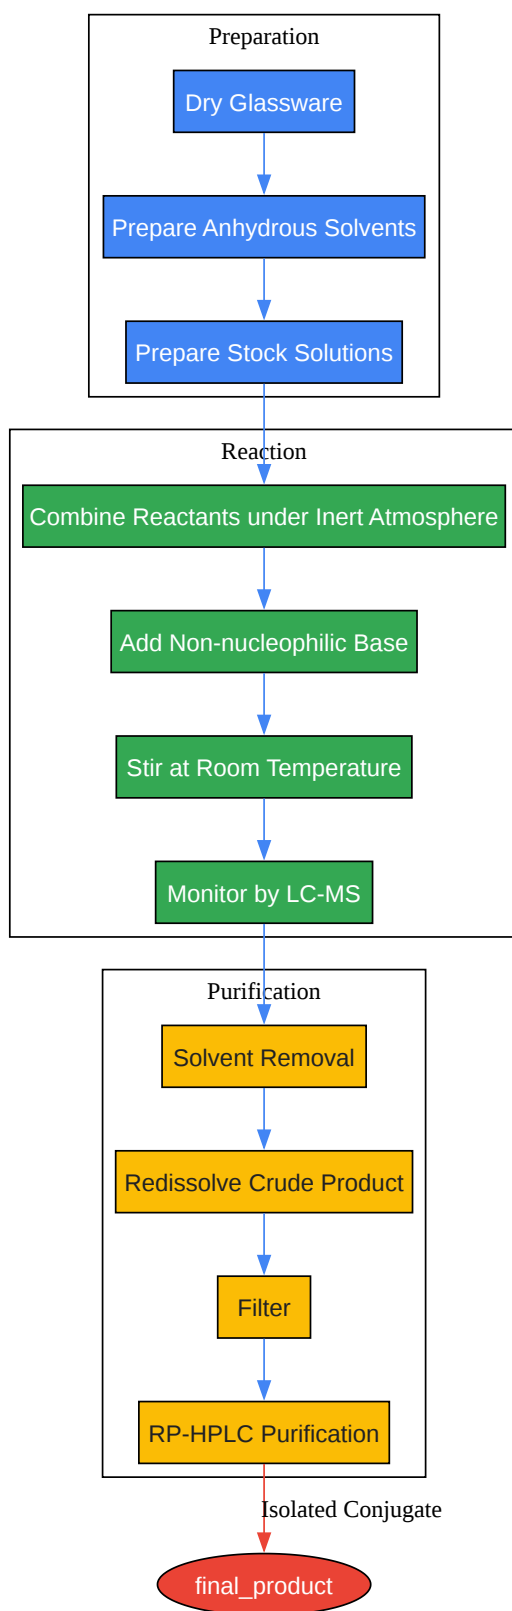 Preparation
Dry Glassware
Prepare Anhydrous Solvents
Prepare Stock Solutions
Reaction
Combine Reactants under Inert Atmosphere
Add Non-nucleophilic Base
Stir at Room Temperature
Monitor by LC-MS
Purification
Solvent Removal
Redissolve Crude Product
Filter
RP-HPLC Purification
Isolated Conjugate
final_product